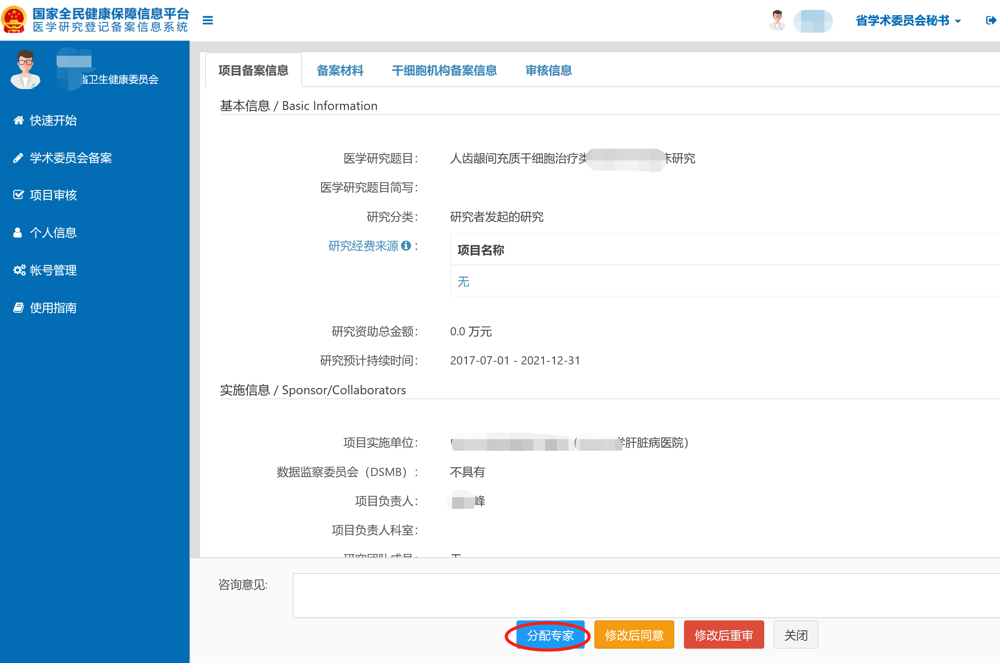 国家全民健康保障信息平台
医学研究登记备案信息系统
省学术委员会秘书
省卫生健康委员会
快速开始
学术委员会备案
项目审核
个人信息
帐号管理
使用指南
项目备案信息 备案材料 干细胞机构备案信息 审核信息
基本信息 / Basic Information
医学研究题目： 人齿龈间充质干细胞治疗类 床研究
医学研究题目简写：
研究分类： 研究者发起的研究
研究经费来源 ：
项目名称
无
研究资助总金额： 0.0 万元
研究预计持续时间： 2017-07-01 - 2021-12-31
实施信息 / Sponsor/Collaborators
项目实施单位： （ 学肝脏病医院）
数据监察委员会（DSMB）： 不具有
项目负责人： 峰
项目负责人科室：
研究团队成员： 无
咨询意见:
分配专家 修改后同意 修改后重审 关闭